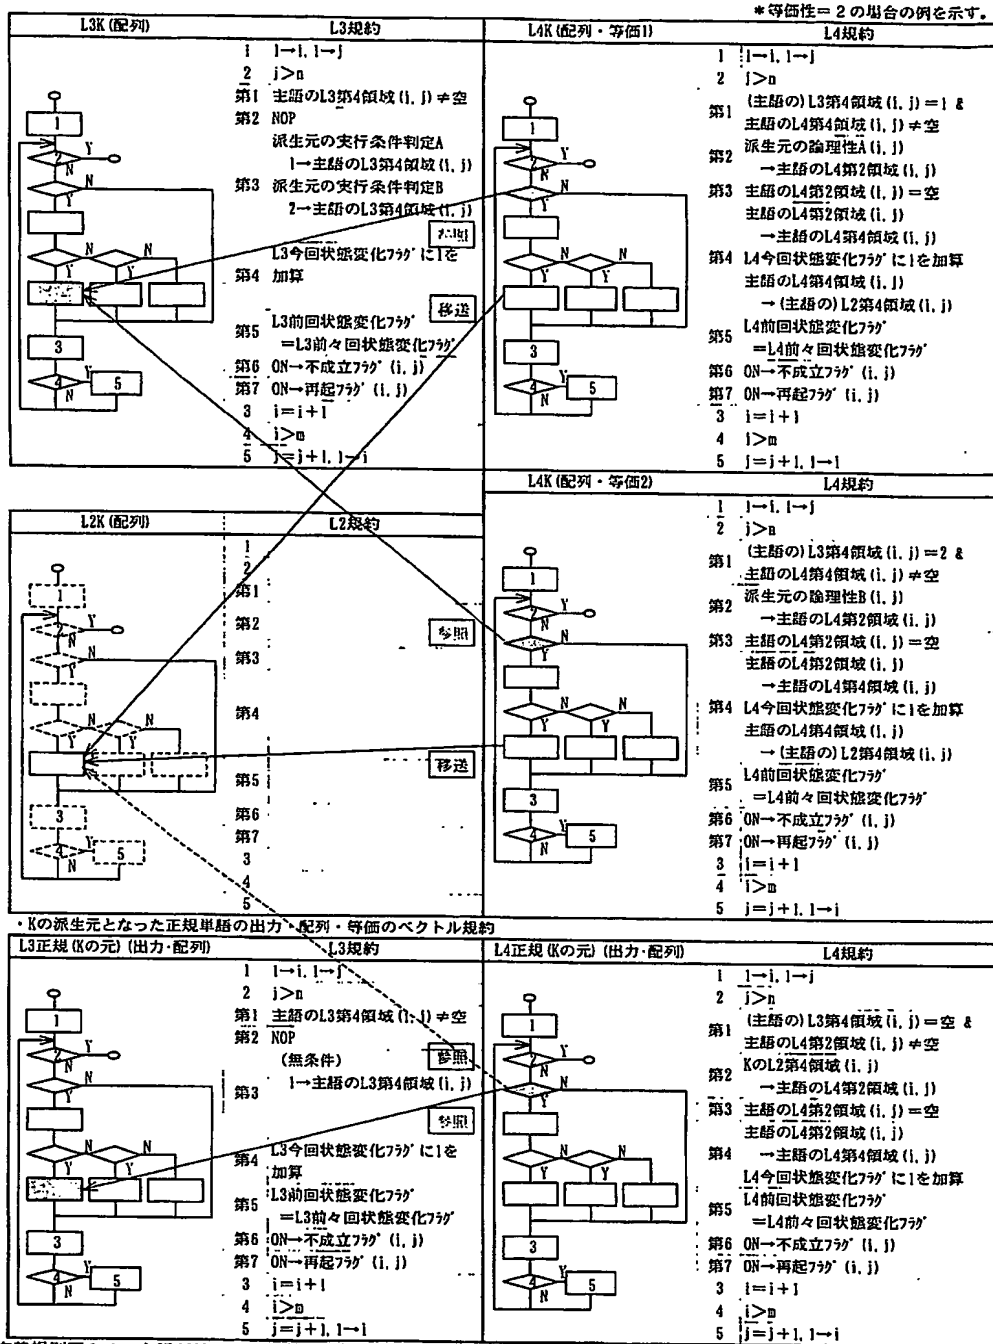 *等価性=2の場合の例を示す。
L3K(配列) L3規約
1 1→i, 1→j
2 j>n
第1 主語のL3第4領域(i, j)≠空
第2 NOP
派生元の実行条件判定A
1→主語のL3第4領域(i, j)
第3 派生元の実行条件判定B
2→主語のL3第4領域(i, j)
参照
L3今回状態変化フラグに1を
第4 加算
移送
第5 L3前回状態変化フラグ
=L3前々回状態変化フラグ
第6 ON→不成立フラグ(i, j)
第7 ON→再起フラグ(i, j)
3 i=i+1
4 i>m
5 j=j+1, 1→i
1
2
Y
N
N
Y
N
N
Y
Y
3
4
Y
5
N
L4K(配列・等価1) L4規約
1 1→i, 1→j
2 j>n
第1 (主語の)L3第4領域(i, j)=1 &
主語のL4第4領域(i, j)≠空
第2 派生元の論理性A(i, j)
→主語のL4第2領域(i, j)
第3 主語のL4第2領域(i, j)=空
主語のL4第2領域(i, j)
→主語のL4第4領域(i, j)
第4 L4今回状態変化フラグに1を加算
主語のL4第4領域(i, j)
→(主語の)L2第4領域(i, j)
第5 L4前回状態変化フラグ
=L4前々回状態変化フラグ
第6 ON→不成立フラグ(i, j)
第7 ON→再起フラグ(i, j)
3 i=i+1
4 i>m
5 j=j+1, 1→i
1
2
Y
N
N
Y
N
N
Y
Y
3
4
Y
5
N
L2K(配列) L2規約
1
2
第1
第2
参照
第3
第4
移送
第5
第6
第7
3
4
5
1
2
Y
N
N
Y
N
N
Y
Y
3
4
Y
5
N
L4K(配列・等価2) L4規約
1 1→i, 1→j
2 j>n
第1 (主語の)L3第4領域(i, j)=2 &
主語のL4第4領域(i, j)≠空
第2 派生元の論理性B(i, j)
→主語のL4第2領域(i, j)
第3 主語のL4第2領域(i, j)=空
主語のL4第2領域(i, j)
→主語のL4第4領域(i, j)
第4 L4今回状態変化フラグに1を加算
主語のL4第4領域(i, j)
→(主語の)L2第4領域(i, j)
第5 L4前回状態変化フラグ
=L4前々回状態変化フラグ
第6 ON→不成立フラグ(i, j)
第7 ON→再起フラグ(i, j)
3 i=i+1
4 i>m
5 j=j+1, 1→i
1
2
Y
N
N
Y
N
N
Y
Y
3
4
Y
5
N
・Kの派生元となった正規単語の出力・配列・等価のベクトル規約
L3正規(Kの元)(出力・配列) L3規約
1 1→i, 1→j
2 j>n
第1 主語のL3第4領域(i, j)≠空
第2 NOP
(無条件)
参照
第3 1→主語のL3第4領域(i, j)
参照
第4 L3今回状態変化フラグに1を
加算
第5 L3前回状態変化フラグ
=L3前々回状態変化フラグ
第6 ON→不成立フラグ(i, j)
第7 ON→再起フラグ(i, j)
3 i=i+1
4 i>m
5 j=j+1, 1→i
1
2
Y
N
N
Y
N
N
Y
Y
3
4
Y
5
N
L4正規(Kの元)(出力・配列) L4規約
1 1→i, 1→j
2 j>n
第1 (主語の)L3第4領域(i, j)=空 &
主語のL4第2領域(i, j)≠空
第2 KのL2第4領域(i, j)
→主語のL4第2領域(i, j)
第3 主語のL4第2領域(i, j)=空
主語のL4第2領域(i, j)
第4 →主語のL4第4領域(i, j)
L4今回状態変化フラグに1を加算
第5 L4前回状態変化フラグ
=L4前々回状態変化フラグ
第6 ON→不成立フラグ(i, j)
第7 ON→再起フラグ(i, j)
3 i=i+1
4 i>m
5 j=j+1, 1→i
1
2
Y
N
N
Y
N
N
Y
Y
3
4
Y
5
N